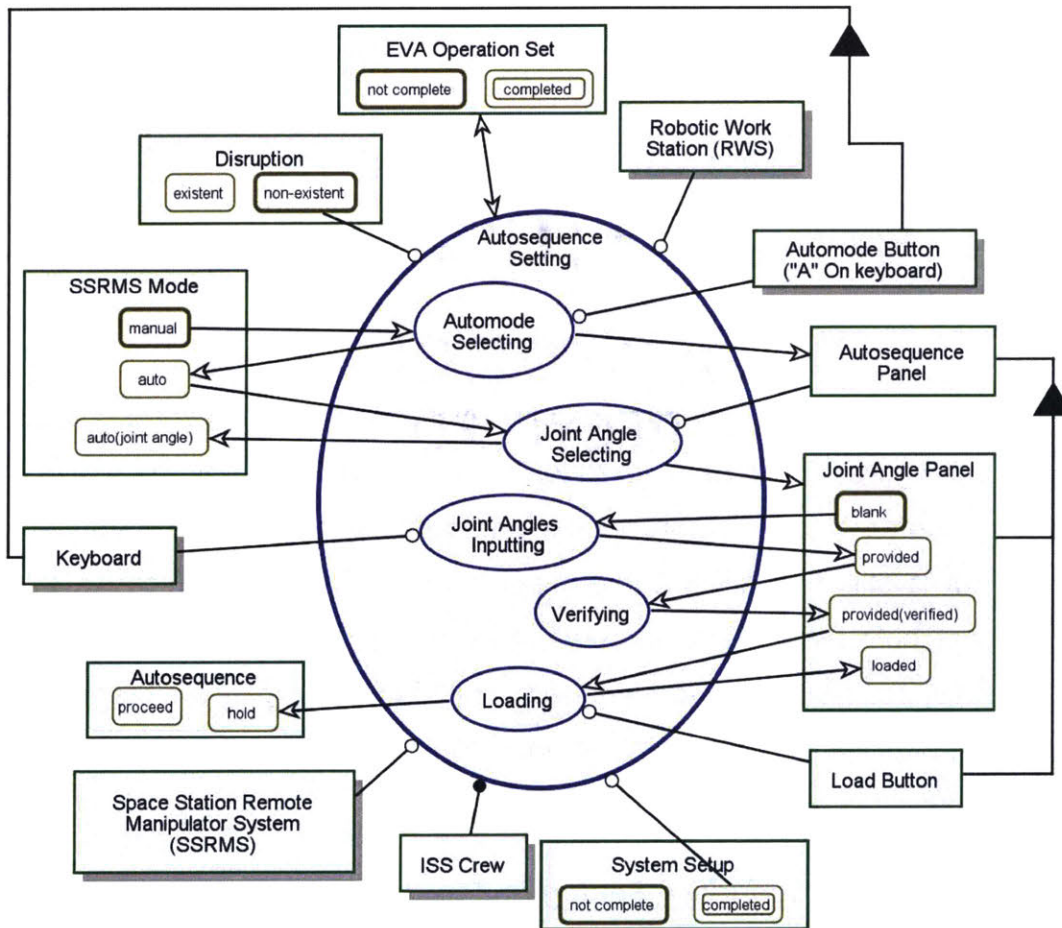 EVA Operation Set
not complete
completed
Robotic Work
Station (RWS)
Disruption
existent
non-existent
Autosequence
Setting
Automode Button
("A" On keyboard)
SSRMS Mode
manual
auto
auto(joint angle)
Automode
Selecting
Autosequence
Panel
Joint Angle
Selecting
Joint Angle Panel
blank
provided
provided(verified)
loaded
Joint Angles
Inputting
Keyboard
Verifying
Autosequence
proceed
hold
Loading
Load Button
Space Station Remote
Manipulator System
(SSRMS)
ISS Crew
System Setup
not complete
completed